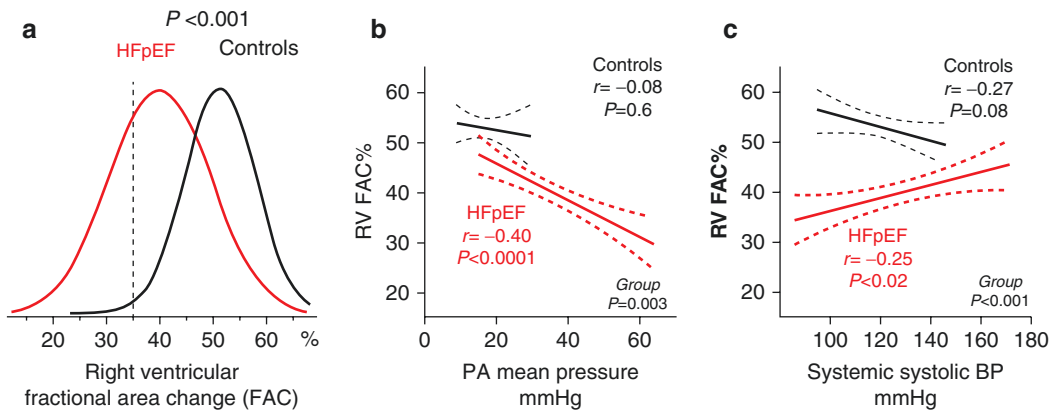 a
P <0.001
HFpEF
Controls
20 30 40 50 60 %
Right ventricular
fractional area change (FAC)
b
Controls
r= −0.08
P=0.6
60
50
40
30
20
RV FAC%
HFpEF
r= −0.40
P<0.0001
Group
P=0.003
0 20 40 60
PA mean pressure
mmHg
c
Controls
r= −0.27
P=0.08
60
50
40
30
20
RV FAC%
HFpEF
r= −0.25
P<0.02
Group
P<0.001
100 120 140 160 180
Systemic systolic BP
mmHg